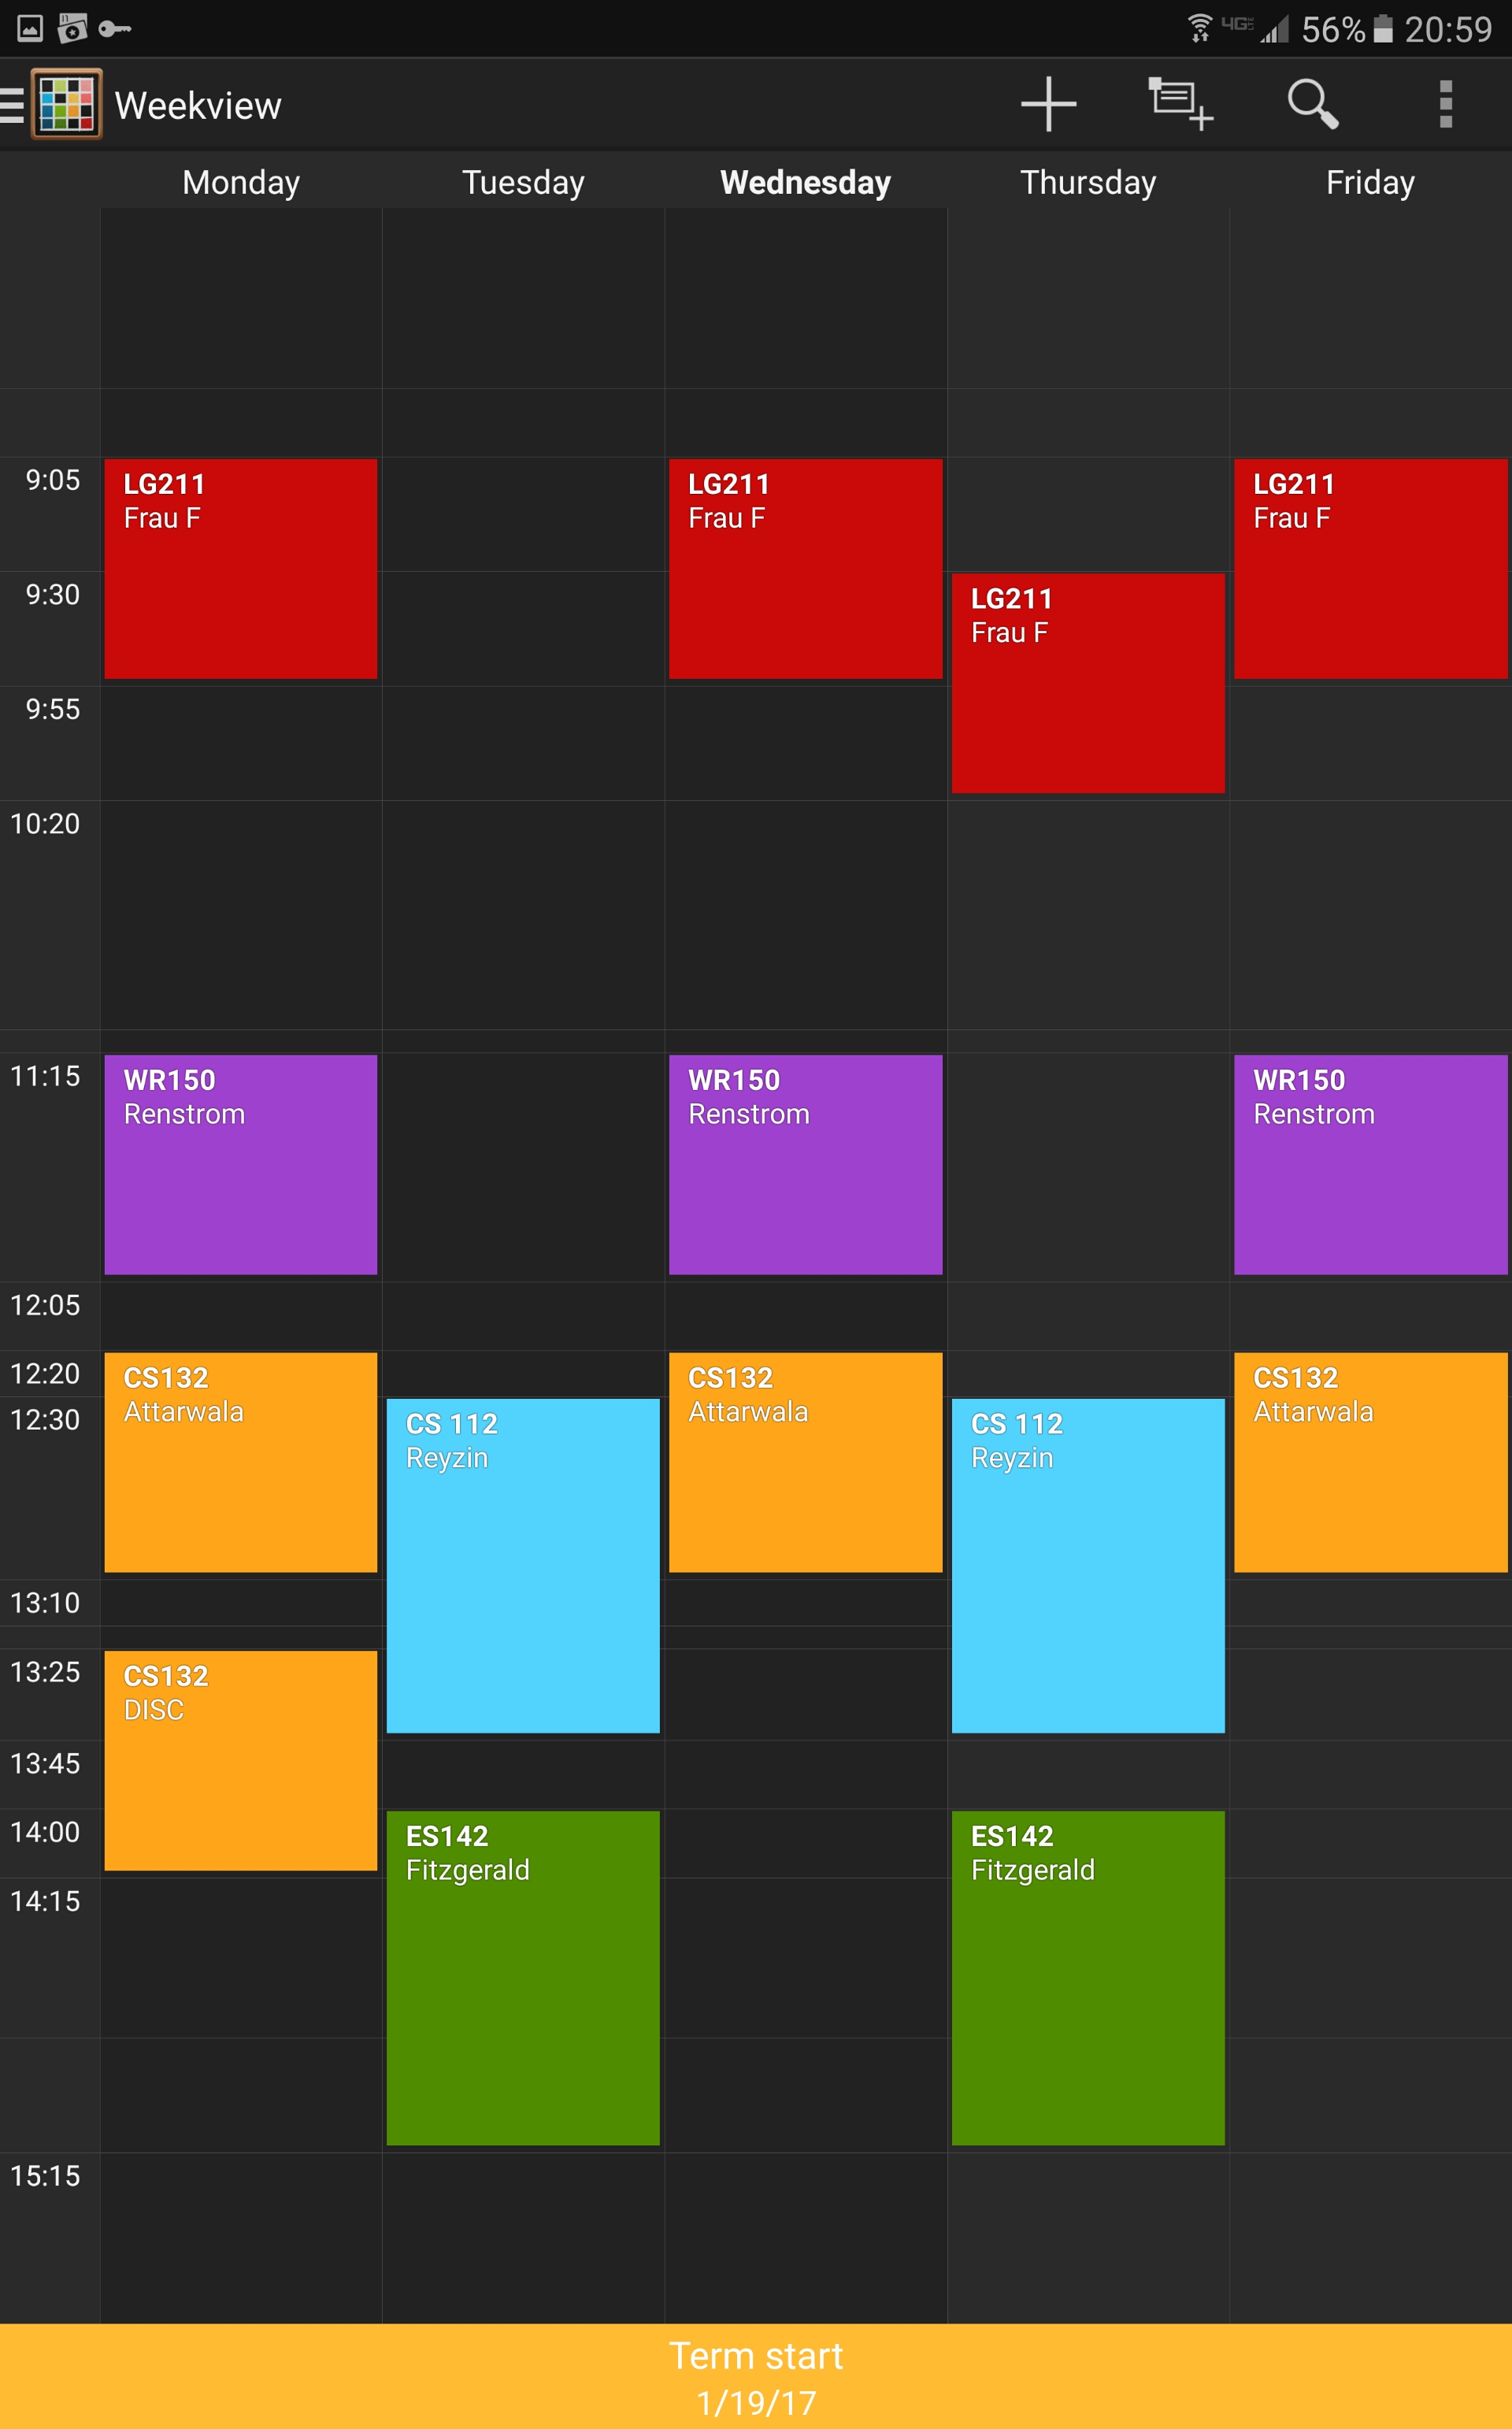 56% 20:59
Weekview
Monday Tuesday Wednesday Thursday Friday
9:05
LG211
Frau F
LG211
Frau F
LG211
Frau F
9:30
LG211
Frau F
9:55
10:20
11:15
WR150
Renstrom
WR150
Renstrom
WR150
Renstrom
12:05
12:20
CS132
Attarwala
CS132
Attarwala
CS132
Attarwala
12:30
CS 112
Reyzin
CS 112
Reyzin
13:10
13:25
CS132
DISC
13:45
14:00
ES142
Fitzgerald
ES142
Fitzgerald
14:15
15:15
Term start
1/19/17